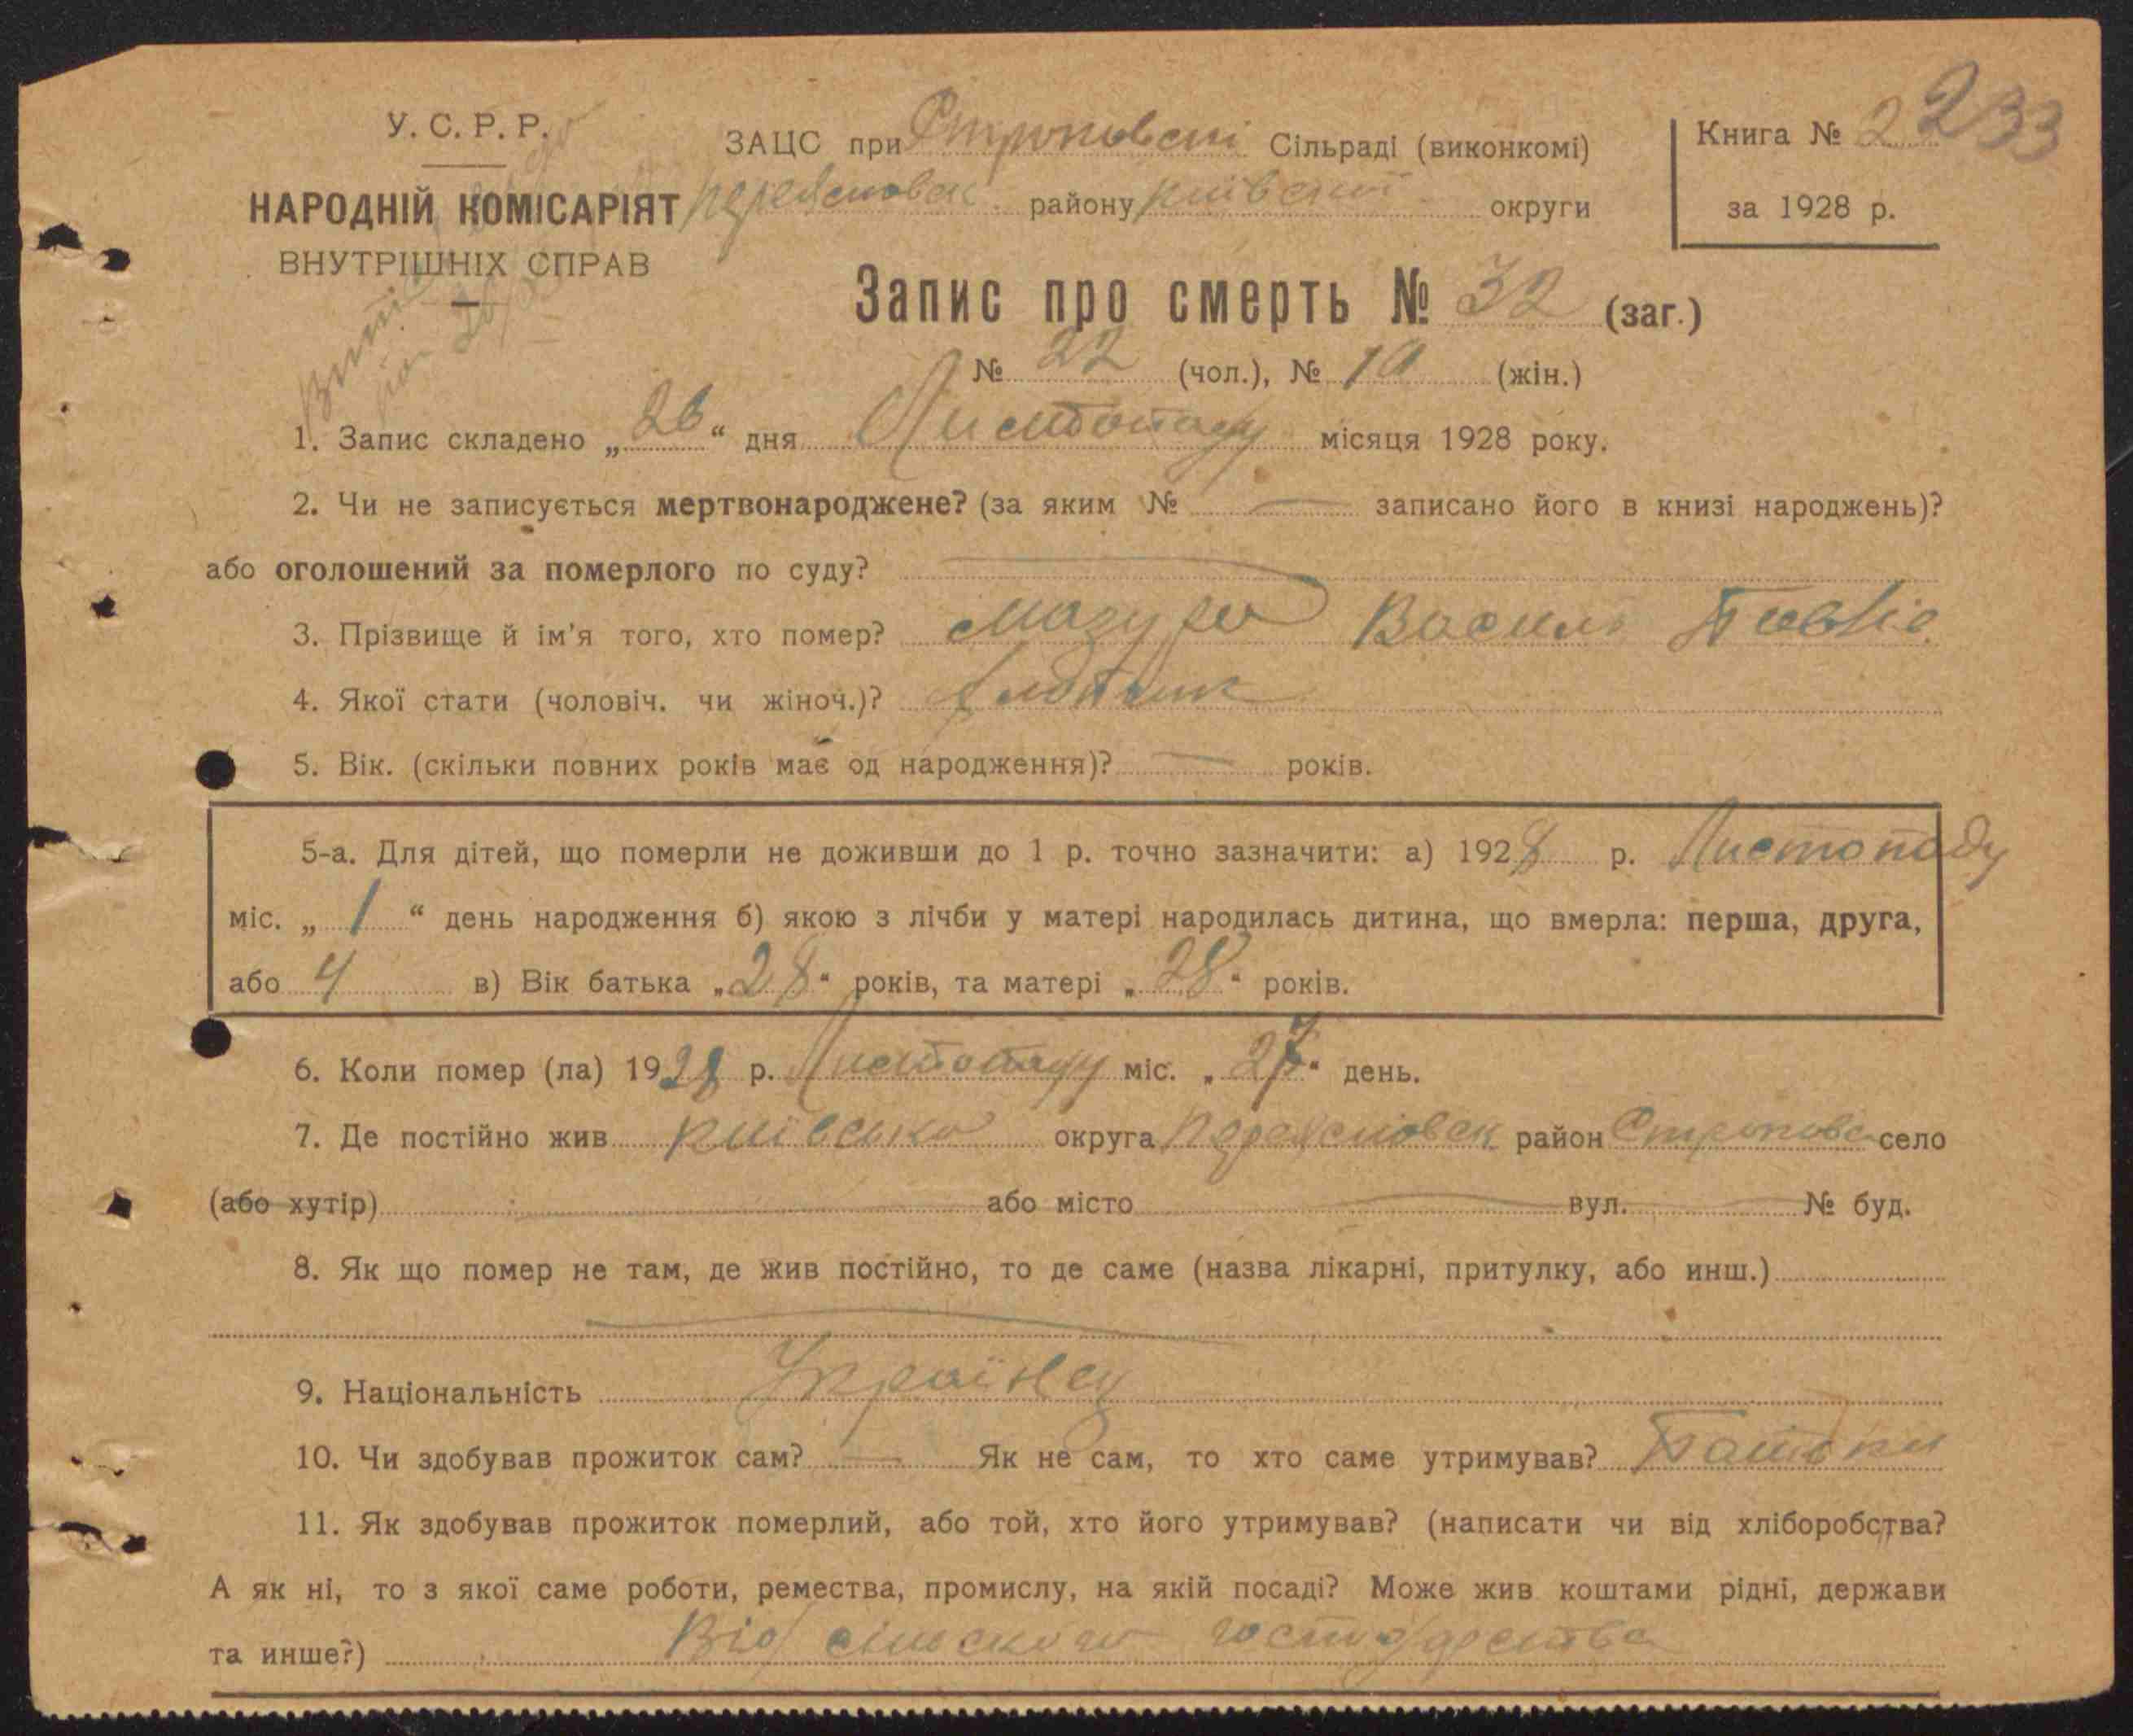 У. С. Р. Р.
НАРОДНІЙ КОМІСАРІЯТ
ВНУТРІШНІХ СПРАВ
ЗАЦС при Строковській Сільраді (виконкомі)
району Київської округи
Книга № 2
233
за 1928 р.
Запис про смерть № 32 (заг.)
№ 22 (чол.), № 10 (жін.)
1. Запис складено „26“ дня Листопаду місяця 1928 року.
2. Чи не записується мертвонароджене? (за яким № — записано його в книзі народжень)?
або оголошений за померлого по суду? —
3. Прізвище й ім'я того, хто помер? Мазура Василь
4. Якої стати (чоловіч. чи жіноч.)? Хлопчик
5. Вік. (скільки повних років має од народження)? — років.
5-а. Для дітей, що померли не доживши до 1 р. точно зазначити: а) 1928 р. Листопаду
міс. „1“ день народження б) якою з лічби у матері народилась дитина, що вмерла: перша, друга,
або 4 в) Вік батька „28“ років, та матері „28“ років.
6. Коли помер (ла) 1928 р. Листопаду міс. „27“ день.
7. Де постійно жив Київська округа район село
(або хутір) — або місто — вул. — № буд.
8. Як що помер не там, де жив постійно, то де саме (назва лікарні, притулку, або инш.)
—
9. Національність Українец
10. Чи здобував прожиток сам? — Як не сам, то хто саме утримував? Батьки
11. Як здобував прожиток померлий, або той, хто його утримував? (написати чи від хліборобства?
А як ні, то з якої саме роботи, ремества, промислу, на якій посаді? Може жив коштами рідні, держави
та инше?) Від сільского господарства